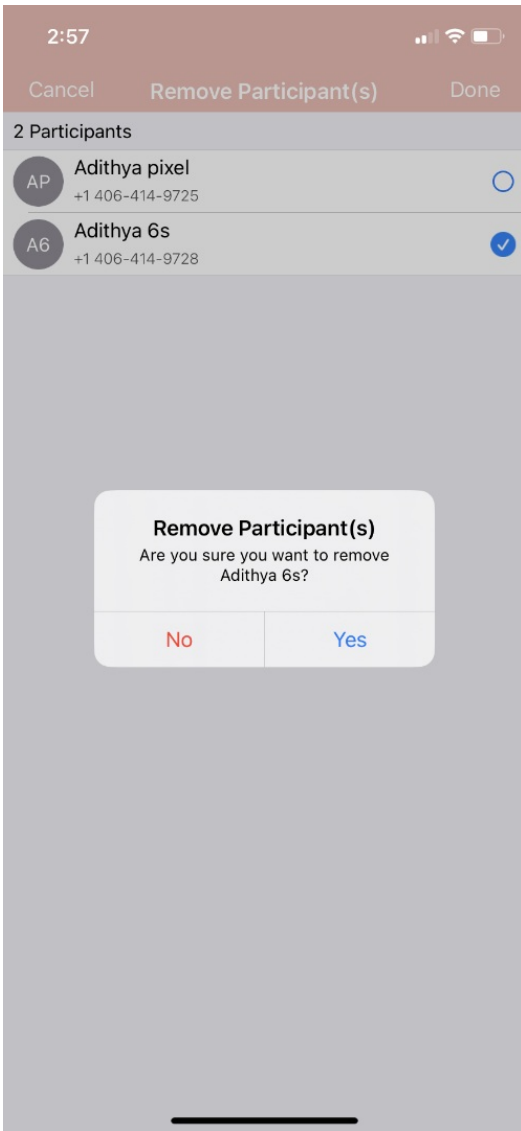 2:57
Cancel Remove Participant(s) Done
2 Participants
AP Adithya pixel
+1 406-414-9725
A6 Adithya 6s
+1 406-414-9728
Remove Participant(s)
Are you sure you want to remove
Adithya 6s?
No Yes